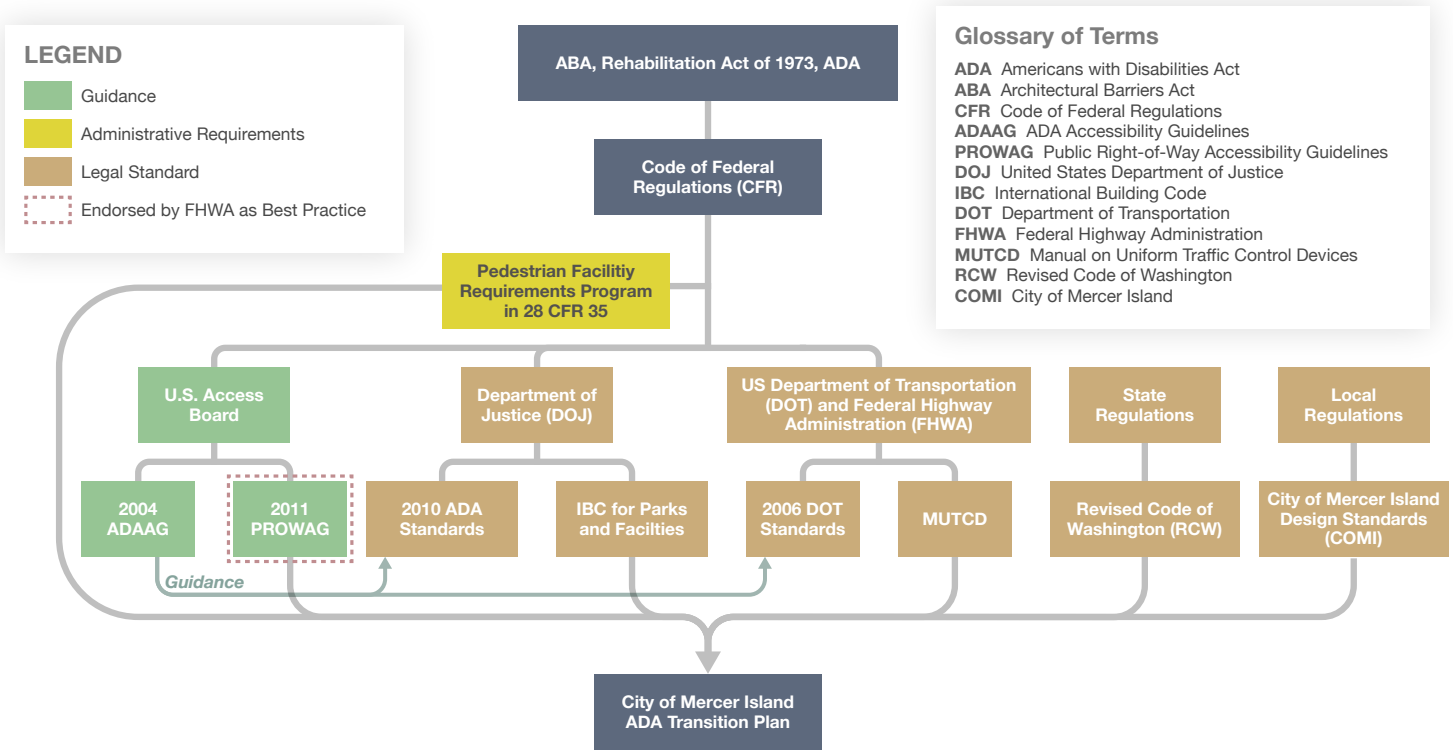 LEGEND
Guidance
Administrative Requirements
Legal Standard
Endorsed by FHWA as Best Practice
ABA, Rehabilitation Act of 1973, ADA
Code of Federal
Regulations (CFR)
Glossary of Terms
ADA Americans with Disabilities Act
ABA Architectural Barriers Act
CFR Code of Federal Regulations
ADAAG ADA Accessibility Guidelines
PROWAG Public Right-of-Way Accessibility Guidelines
DOJ United States Department of Justice
IBC International Building Code
DOT Department of Transportation
FHWA Federal Highway Administration
MUTCD Manual on Uniform Traffic Control Devices
RCW Revised Code of Washington
COMI City of Mercer Island
Pedestrian Facilitiy
Requirements Program
in 28 CFR 35
U.S. Access
Board
Department of
Justice (DOJ)
US Department of Transportation
(DOT) and Federal Highway
Administration (FHWA)
State
Regulations
Local
Regulations
2004
ADAAG
2011
PROWAG
2010 ADA
Standards
IBC for Parks
and Facilties
2006 DOT
Standards
MUTCD
Revised Code of
Washington (RCW)
City of Mercer Island
Design Standards
(COMI)
Guidance
City of Mercer Island
ADA Transition Plan